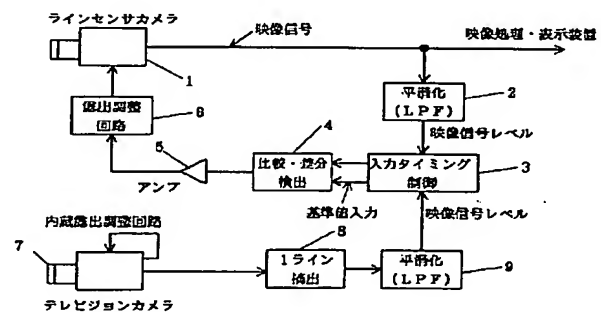 ラインセンサカメラ
映像信号
映像処理・表示装置
1
平滑化
(LPF)
2
露出調整
回路
6
映像信号レベル
4
5
比較・差分
検出
入力タイミング
制御
3
アンプ
基準値入力
映像信号レベル
内蔵露出調整回路
7
8
1ライン
抽出
平滑化
(LPF)
9
テレビジョンカメラ